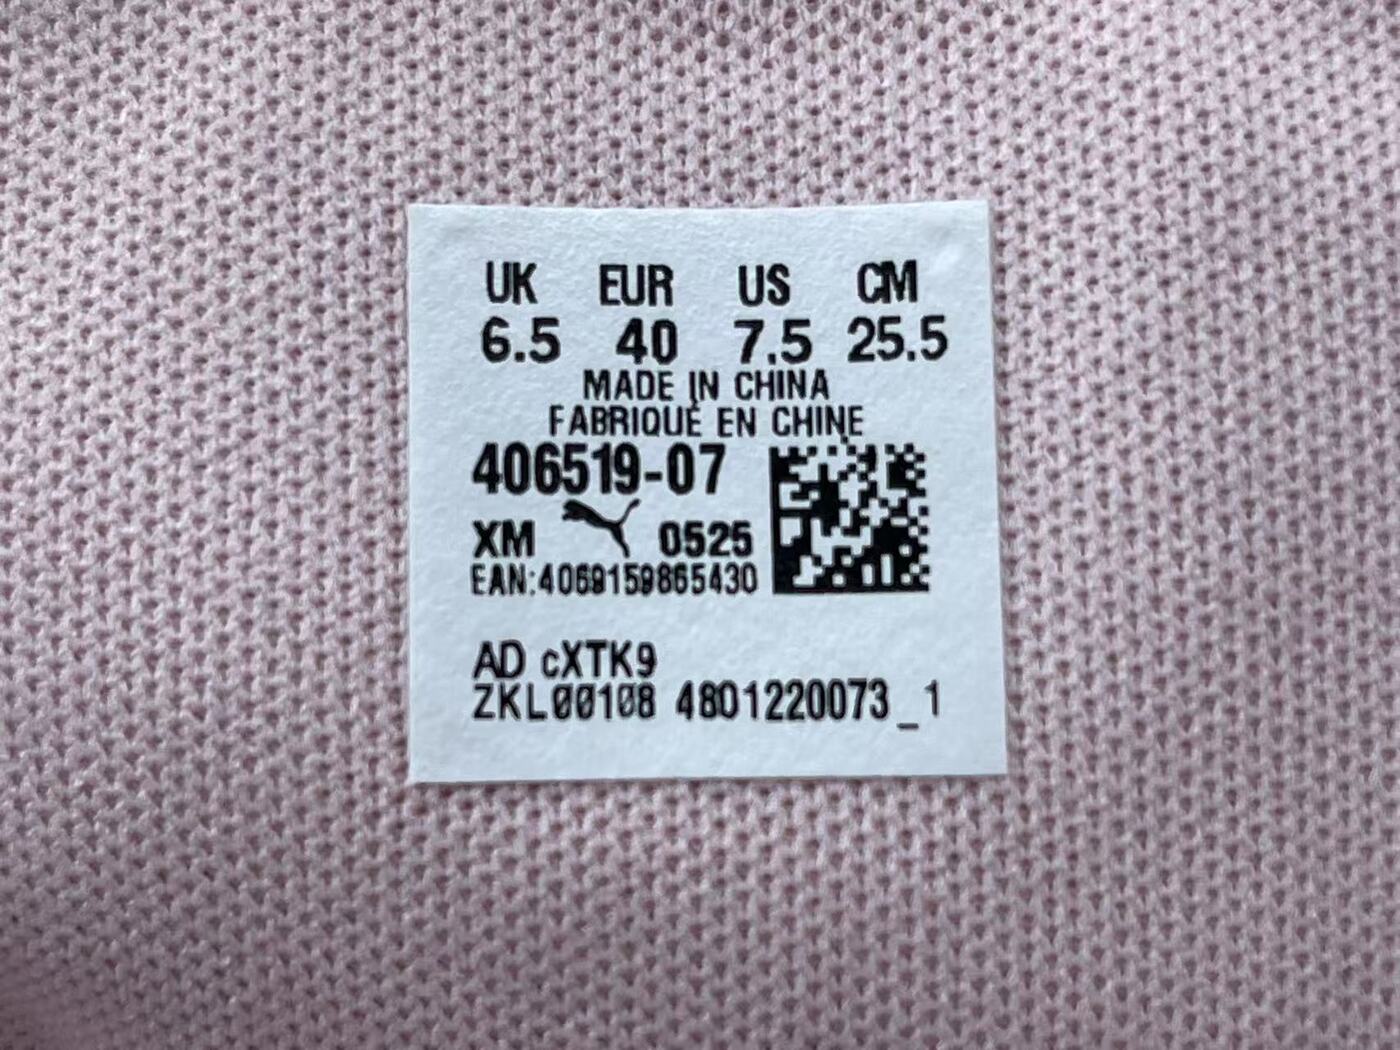 UK EUR US CM
6.5 40 7.5 25.5
MADE IN CHINA
FABRIQUÉ EN CHINE
406519-07
XM 0525
EAN:4069159865430
AD cXTK9
ZKL00108 4801220073_1